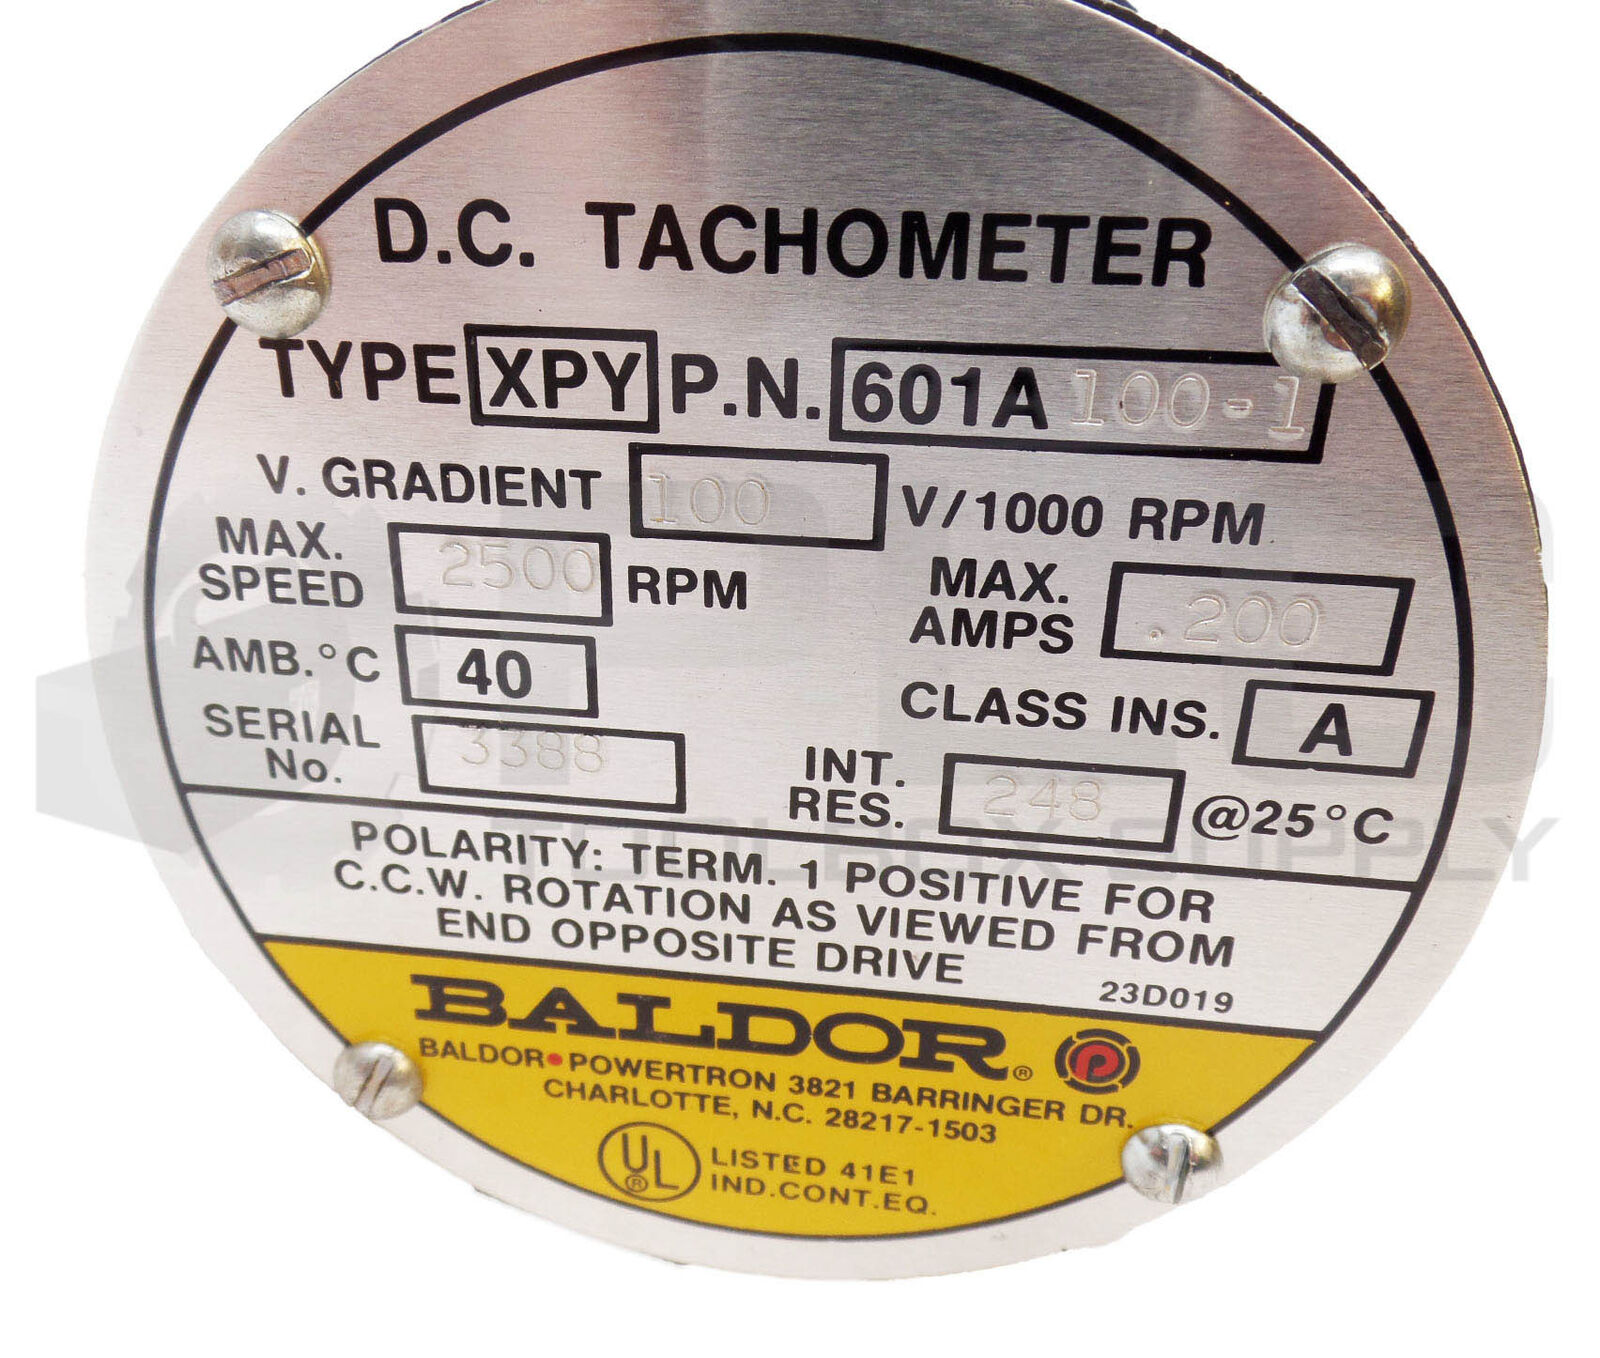 D.C. TACHOMETER
TYPE XPY P.N. 601A 100-1
V. GRADIENT 100 V/1000 RPM
MAX. SPEED 2500 RPM
MAX. AMPS .200
AMB. °C 40
CLASS INS. A
SERIAL No. 3388
INT. RES. 248 @25°C
POLARITY: TERM. 1 POSITIVE FOR
C.C.W. ROTATION AS VIEWED FROM
END OPPOSITE DRIVE
23D019
BALDOR ® P
BALDOR•POWERTRON 3821 BARRINGER DR.
CHARLOTTE, N.C. 28217-1503
UL ® LISTED 41E1
IND.CONT.EQ.
TOOLBOX SUPPLY